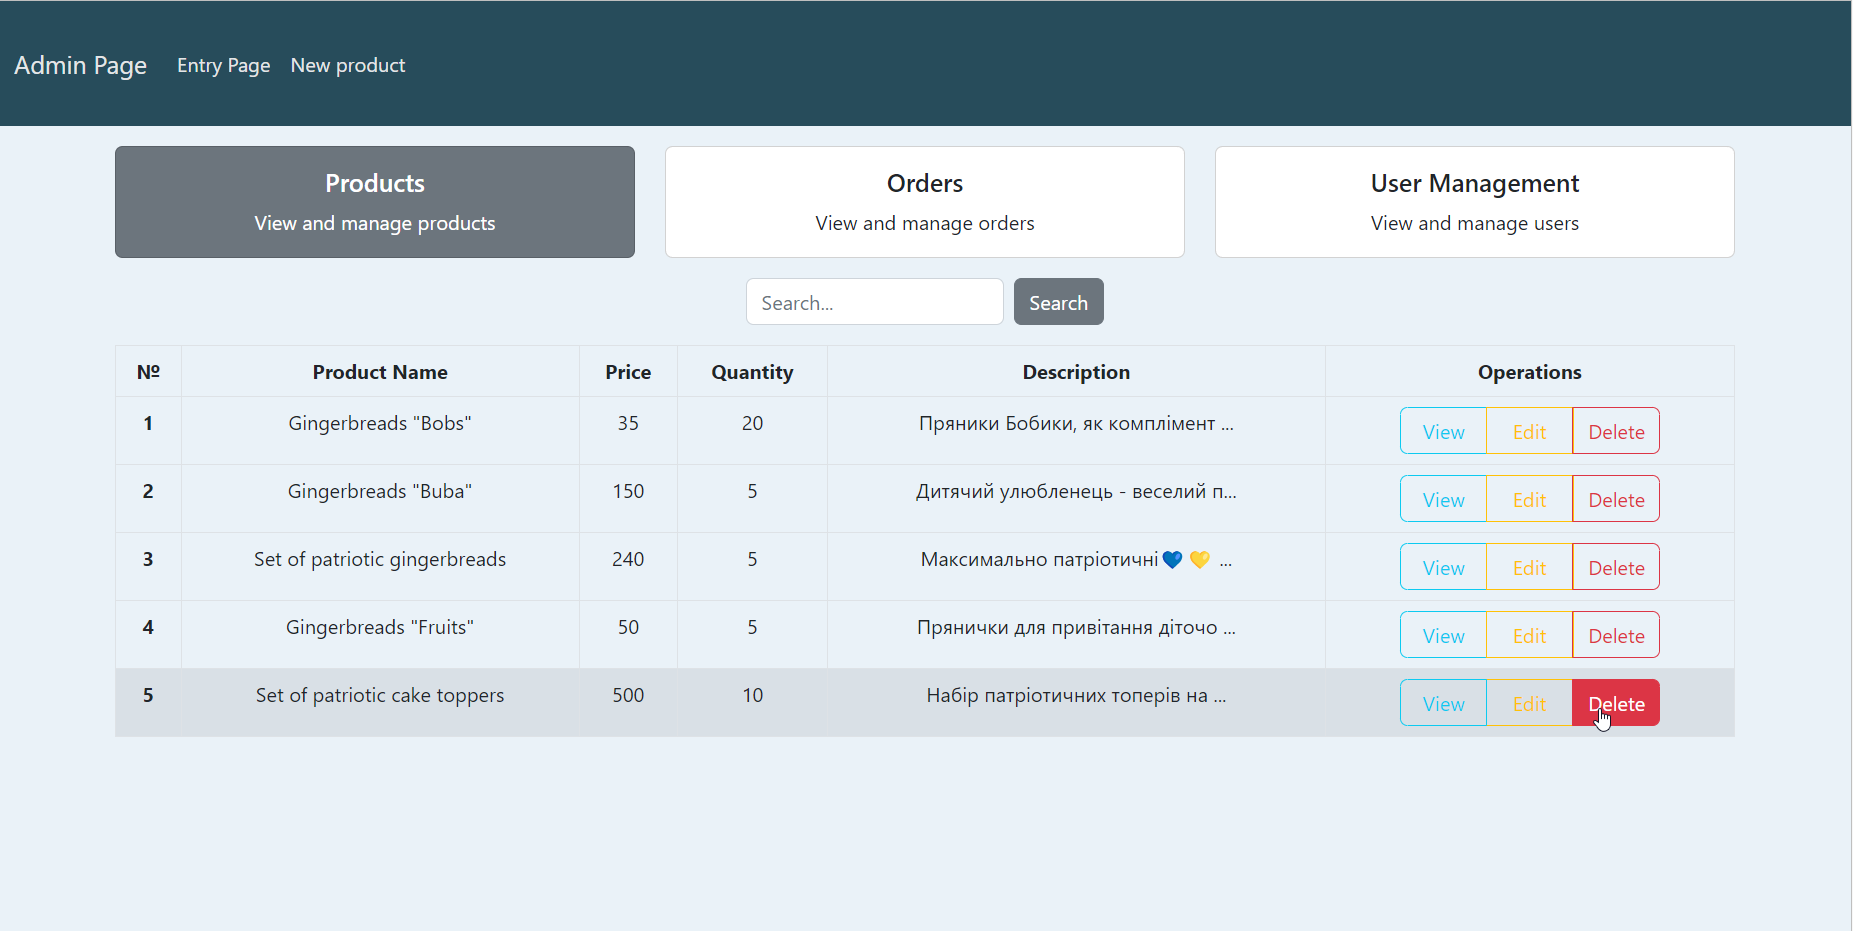 Admin Page Entry Page New product
Products Orders User Management
View and manage products View and manage orders View and manage users
Search... Search
№ Product Name Price Quantity Description Operations
1 Gingerbreads "Bobs" 35 20 Пряники Бобики, як комплімент ... View Edit Delete
2 Gingerbreads "Buba" 150 5 Дитячий улюбленець - веселий п... View Edit Delete
3 Set of patriotic gingerbreads 240 5 Максимально патріотичні💙💛 ... View Edit Delete
4 Gingerbreads "Fruits" 50 5 Прянички для привітання діточо ... View Edit Delete
5 Set of patriotic cake toppers 500 10 Набір патріотичних топерів на ... View Edit Delete